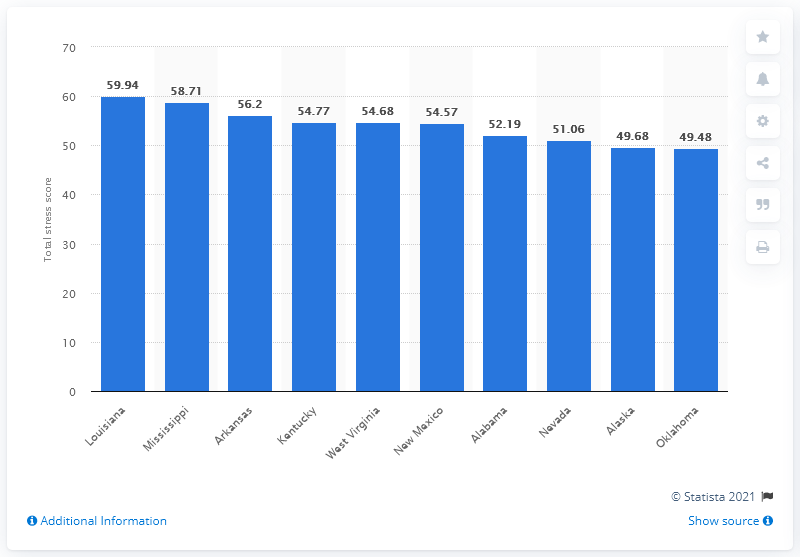 70
60
50
40
30
20
10
0
Total stress score
59.94
58.71
56.2
54.77
54.68
54.57
52.19
51.06
49.68
49.48
Louisiana
Mississippi
Arkansas
Kentucky
West Virginia
New Mexico
Alabama
Nevada
Alaska
Oklahoma
© Statista 2021
Additional Information
Show source